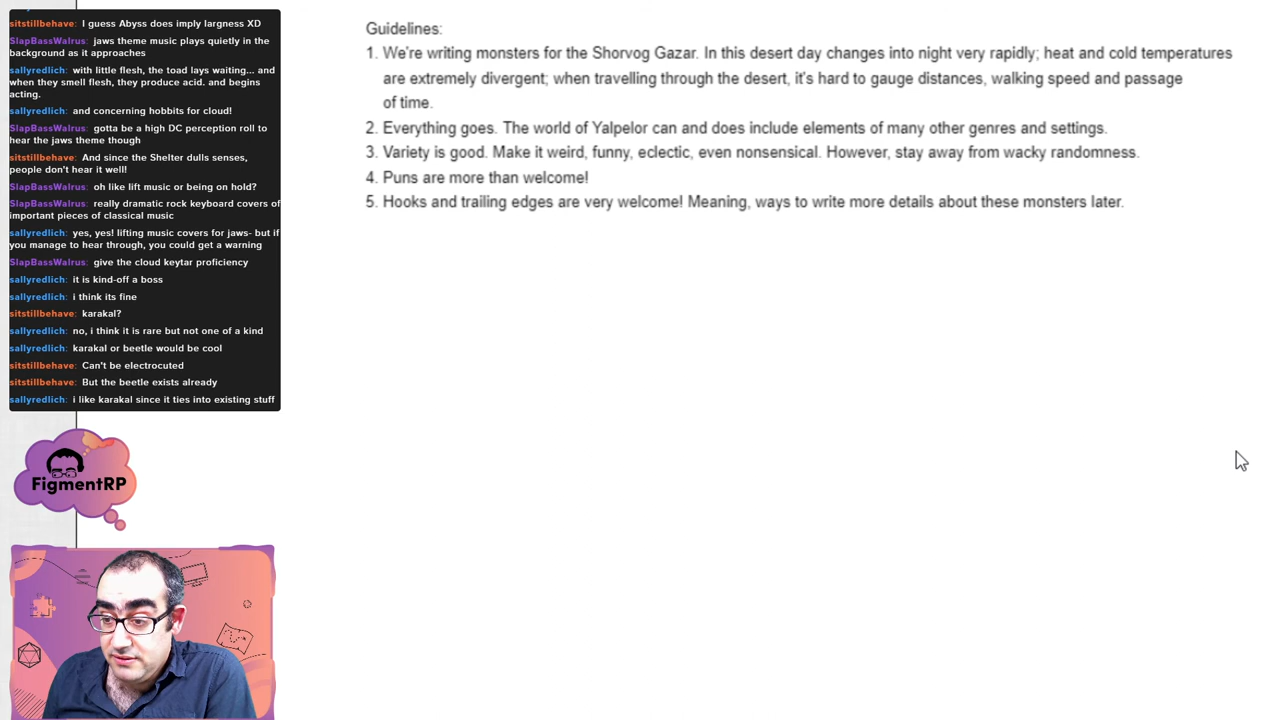 sitstillbehave: I guess Abyss does imply largness XD
SlapBassWalrus: jaws theme music plays quietly in the
background as it approaches
sallyredlich: with little flesh, the toad lays waiting... and
when they smell flesh, they produce acid. and begins
acting.
sallyredlich: and concerning hobbits for cloud!
SlapBassWalrus: gotta be a high DC perception roll to
hear the jaws theme though
sitstillbehave: And since the Shelter dulls senses,
people don't hear it well!
SlapBassWalrus: oh like lift music or being on hold?
SlapBassWalrus: really dramatic rock keyboard covers of
important pieces of classical music
sallyredlich: yes, yes! lifting music covers for jaws- but if
you manage to hear through, you could get a warning
SlapBassWalrus: give the cloud keytar proficiency
sallyredlich: it is kind-off a boss
sallyredlich: i think its fine
sitstillbehave: karakal?
sallyredlich: no, i think it is rare but not one of a kind
sallyredlich: karakal or beetle would be cool
sitstillbehave: Can't be electrocuted
sitstillbehave: But the beetle exists already
sallyredlich: i like karakal since it ties into existing stuff
FigmentRP
Guidelines:
1. We're writing monsters for the Shorvog Gazar. In this desert day changes into night very rapidly; heat and cold temperatures
are extremely divergent; when travelling through the desert, it's hard to gauge distances, walking speed and passage
of time.
2. Everything goes. The world of Yalpelor can and does include elements of many other genres and settings.
3. Variety is good. Make it weird, funny, eclectic, even nonsensical. However, stay away from wacky randomness.
4. Puns are more than welcome!
5. Hooks and trailing edges are very welcome! Meaning, ways to write more details about these monsters later.